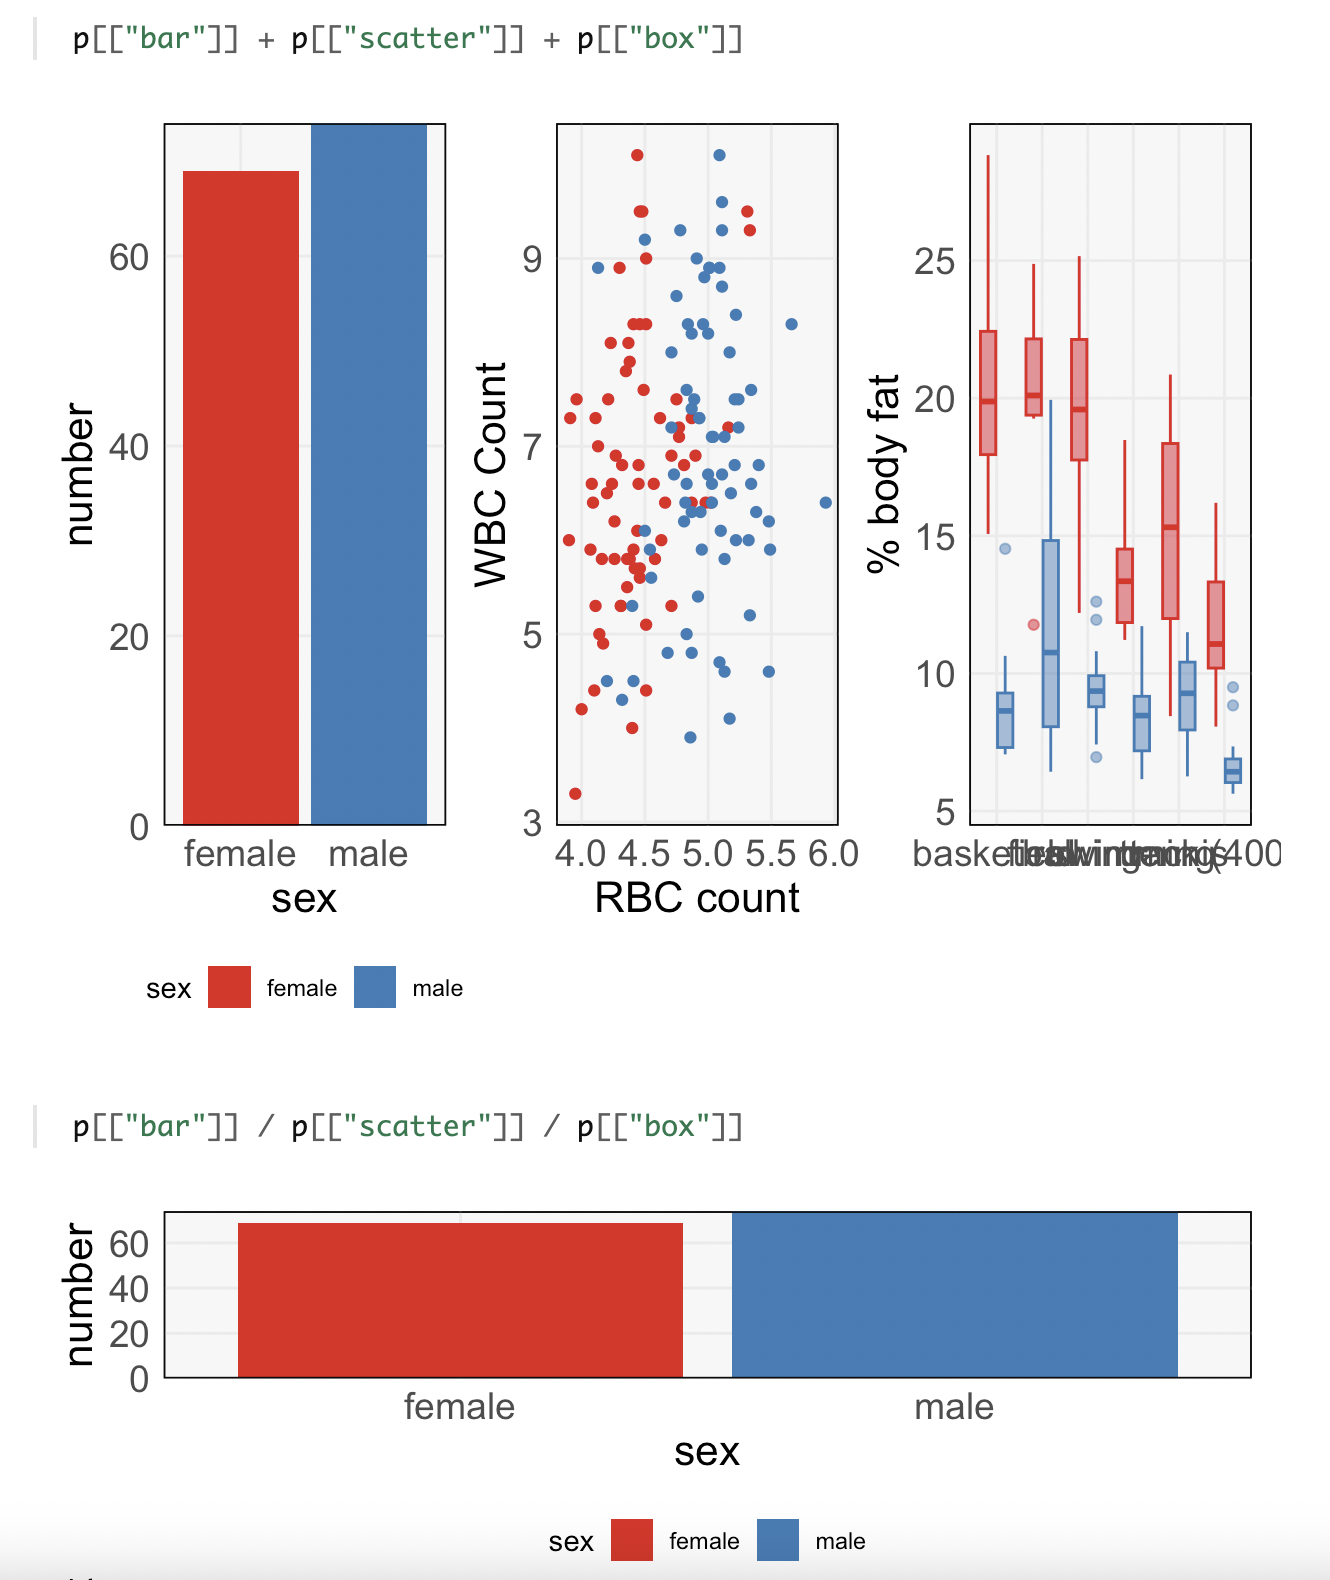 p[["bar"]] + p[["scatter"]] + p[["box"]]
number
60
40
20
0
female male
sex
WBC Count
9
7
5
3
4.0 4.5 5.0 5.5 6.0
RBC count
% body fat
25
20
15
10
5
sex female male
p[["bar"]] / p[["scatter"]] / p[["box"]]
number
60
40
20
0
female male
sex
sex female male